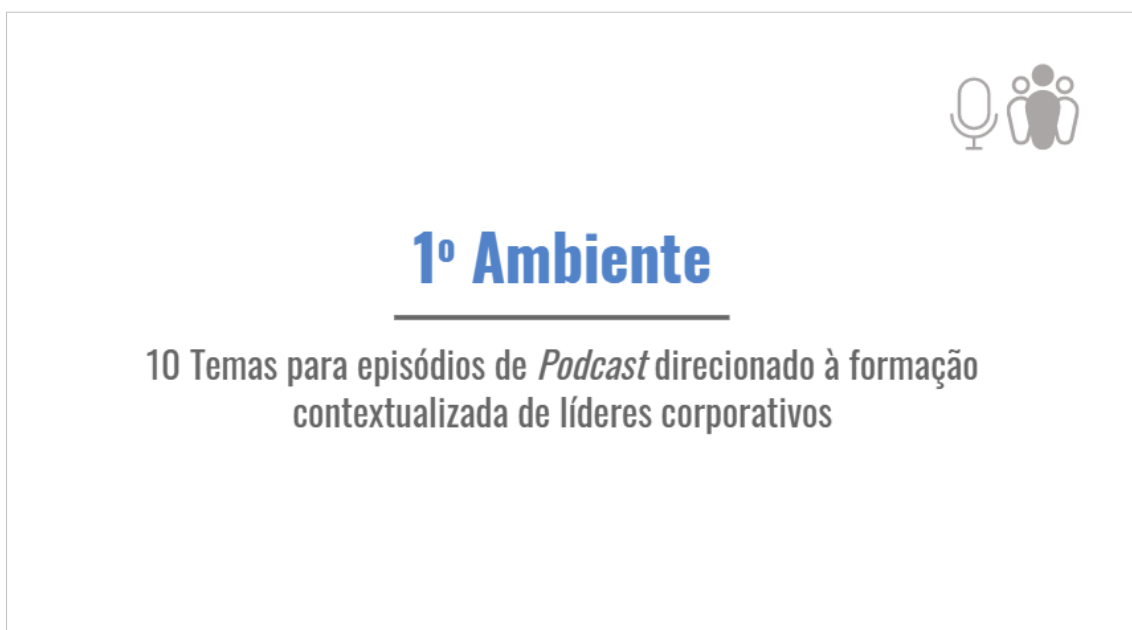 1º Ambiente
10 Temas para episódios de Podcast direcionado à formação
contextualizada de líderes corporativos